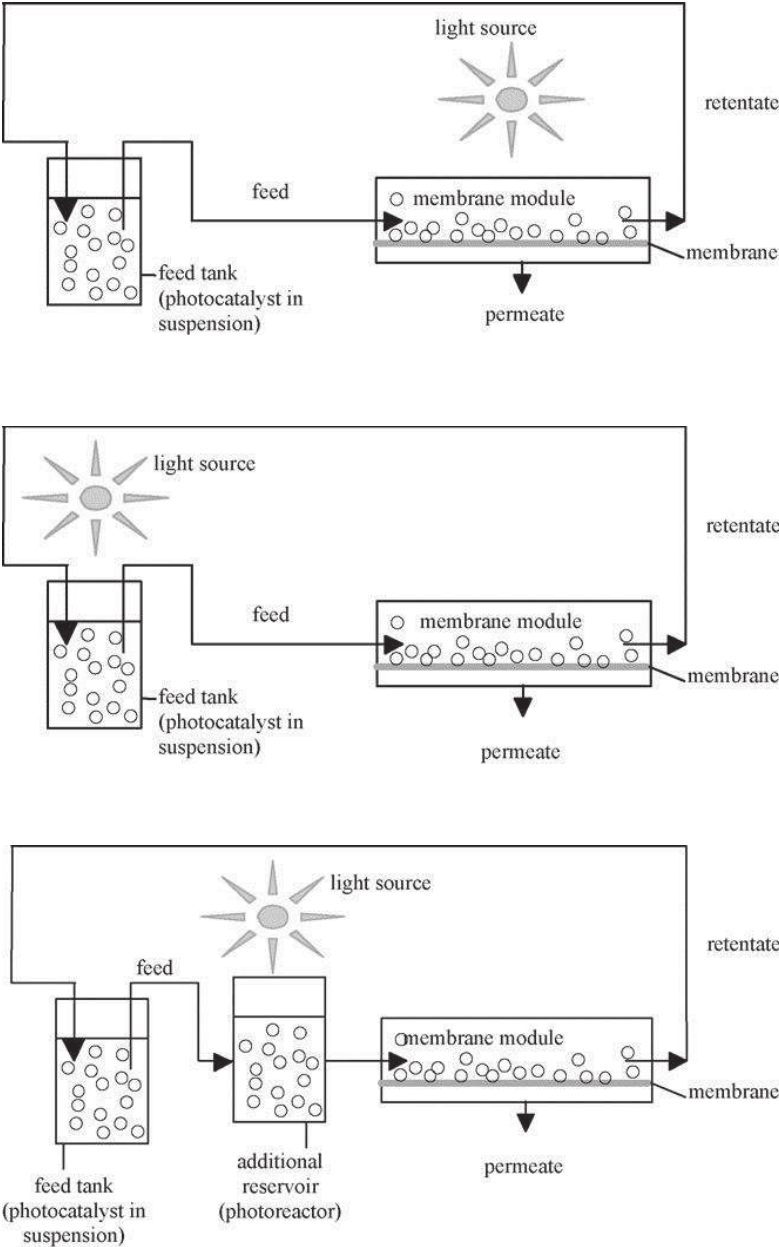 light source
retentate
feed
membrane module
membrane
feed tank
(photocatalyst in
suspension)
permeate
light source
retentate
feed
membrane module
membrane
feed tank
(photocatalyst in
suspension)
permeate
light source
retentate
feed
membrane module
membrane
permeate
additional
reservoir
(photoreactor)
feed tank
(photocatalyst in
suspension)